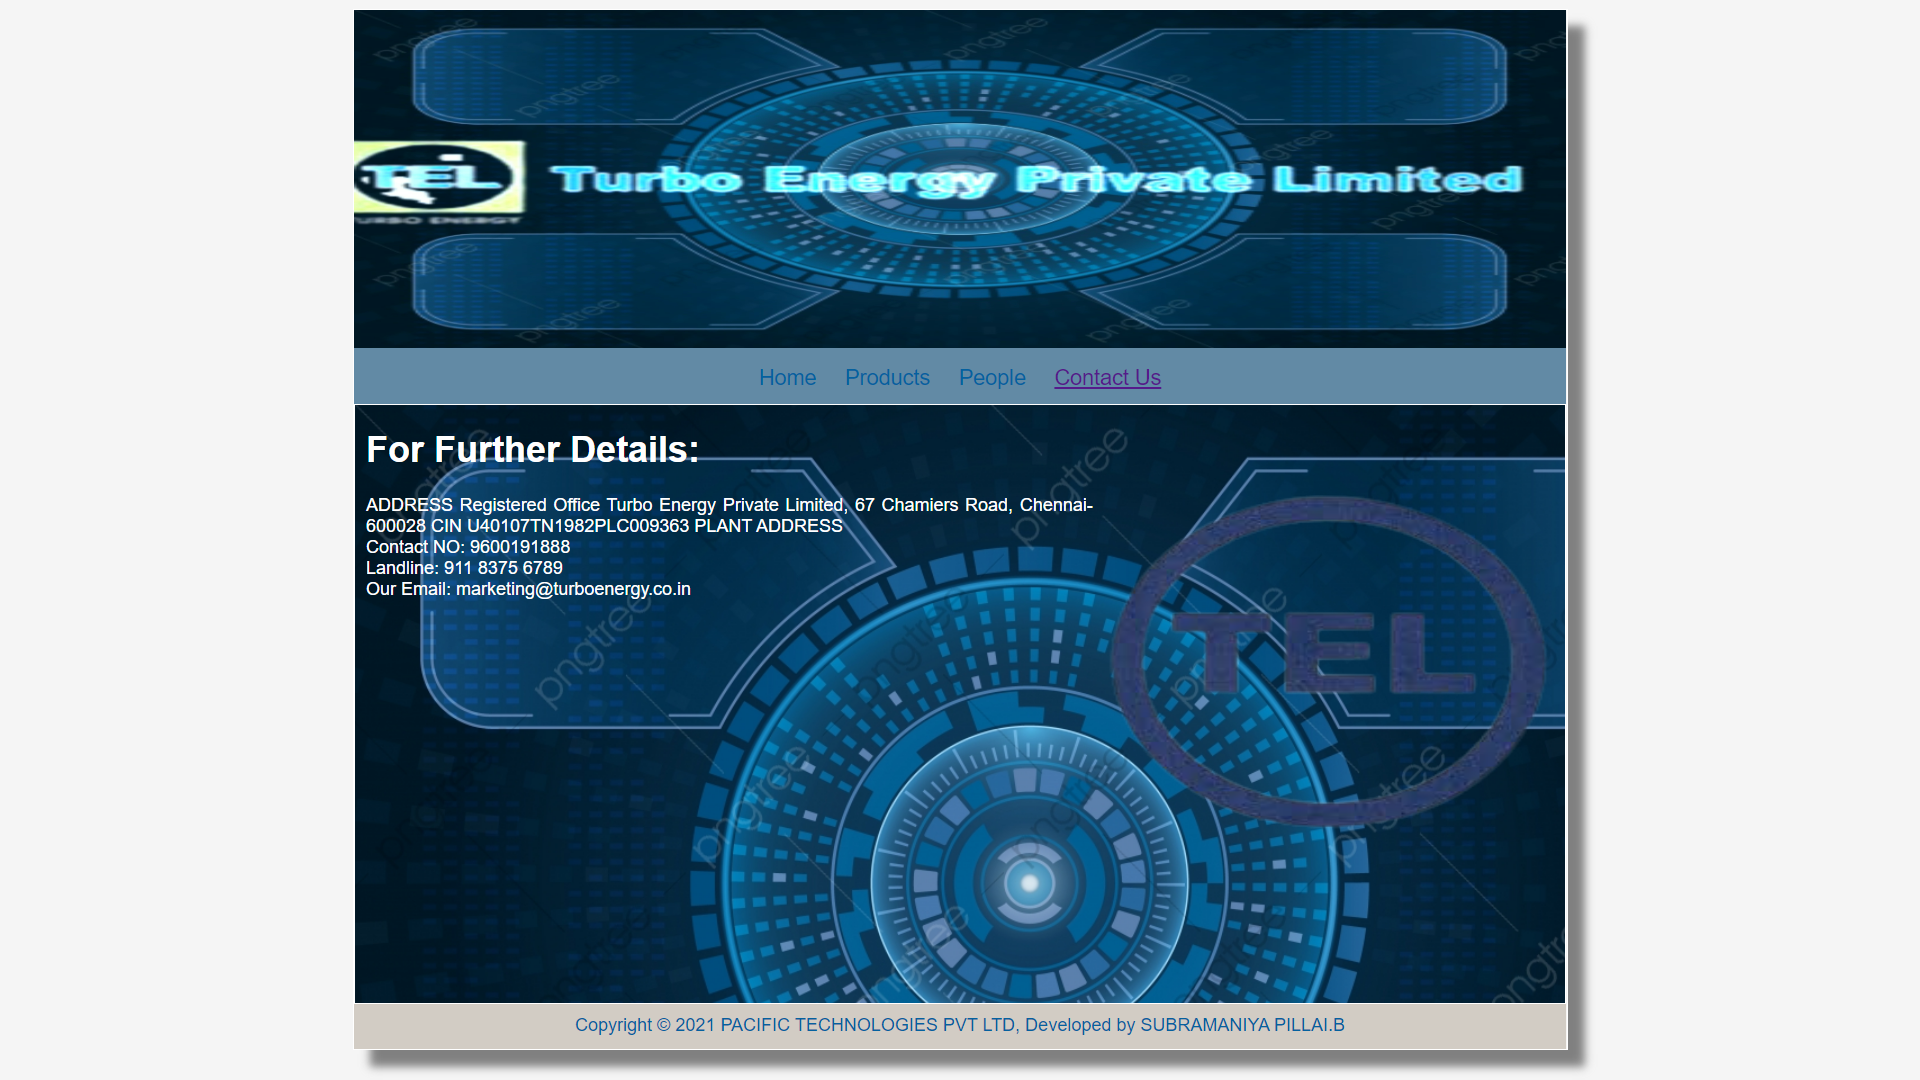 TEL
TURBO ENERGY
Turbo Energy Private Limited
Home Products People Contact Us
For Further Details:
ADDRESS Registered Office Turbo Energy Private Limited, 67 Chamiers Road, Chennai-
600028 CIN U40107TN1982PLC009363 PLANT ADDRESS
Contact NO: 9600191888
Landline: 911 8375 6789
Our Email: marketing@turboenergy.co.in
TEL
pngtree
Copyright © 2021 PACIFIC TECHNOLOGIES PVT LTD, Developed by SUBRAMANIYA PILLAI.B